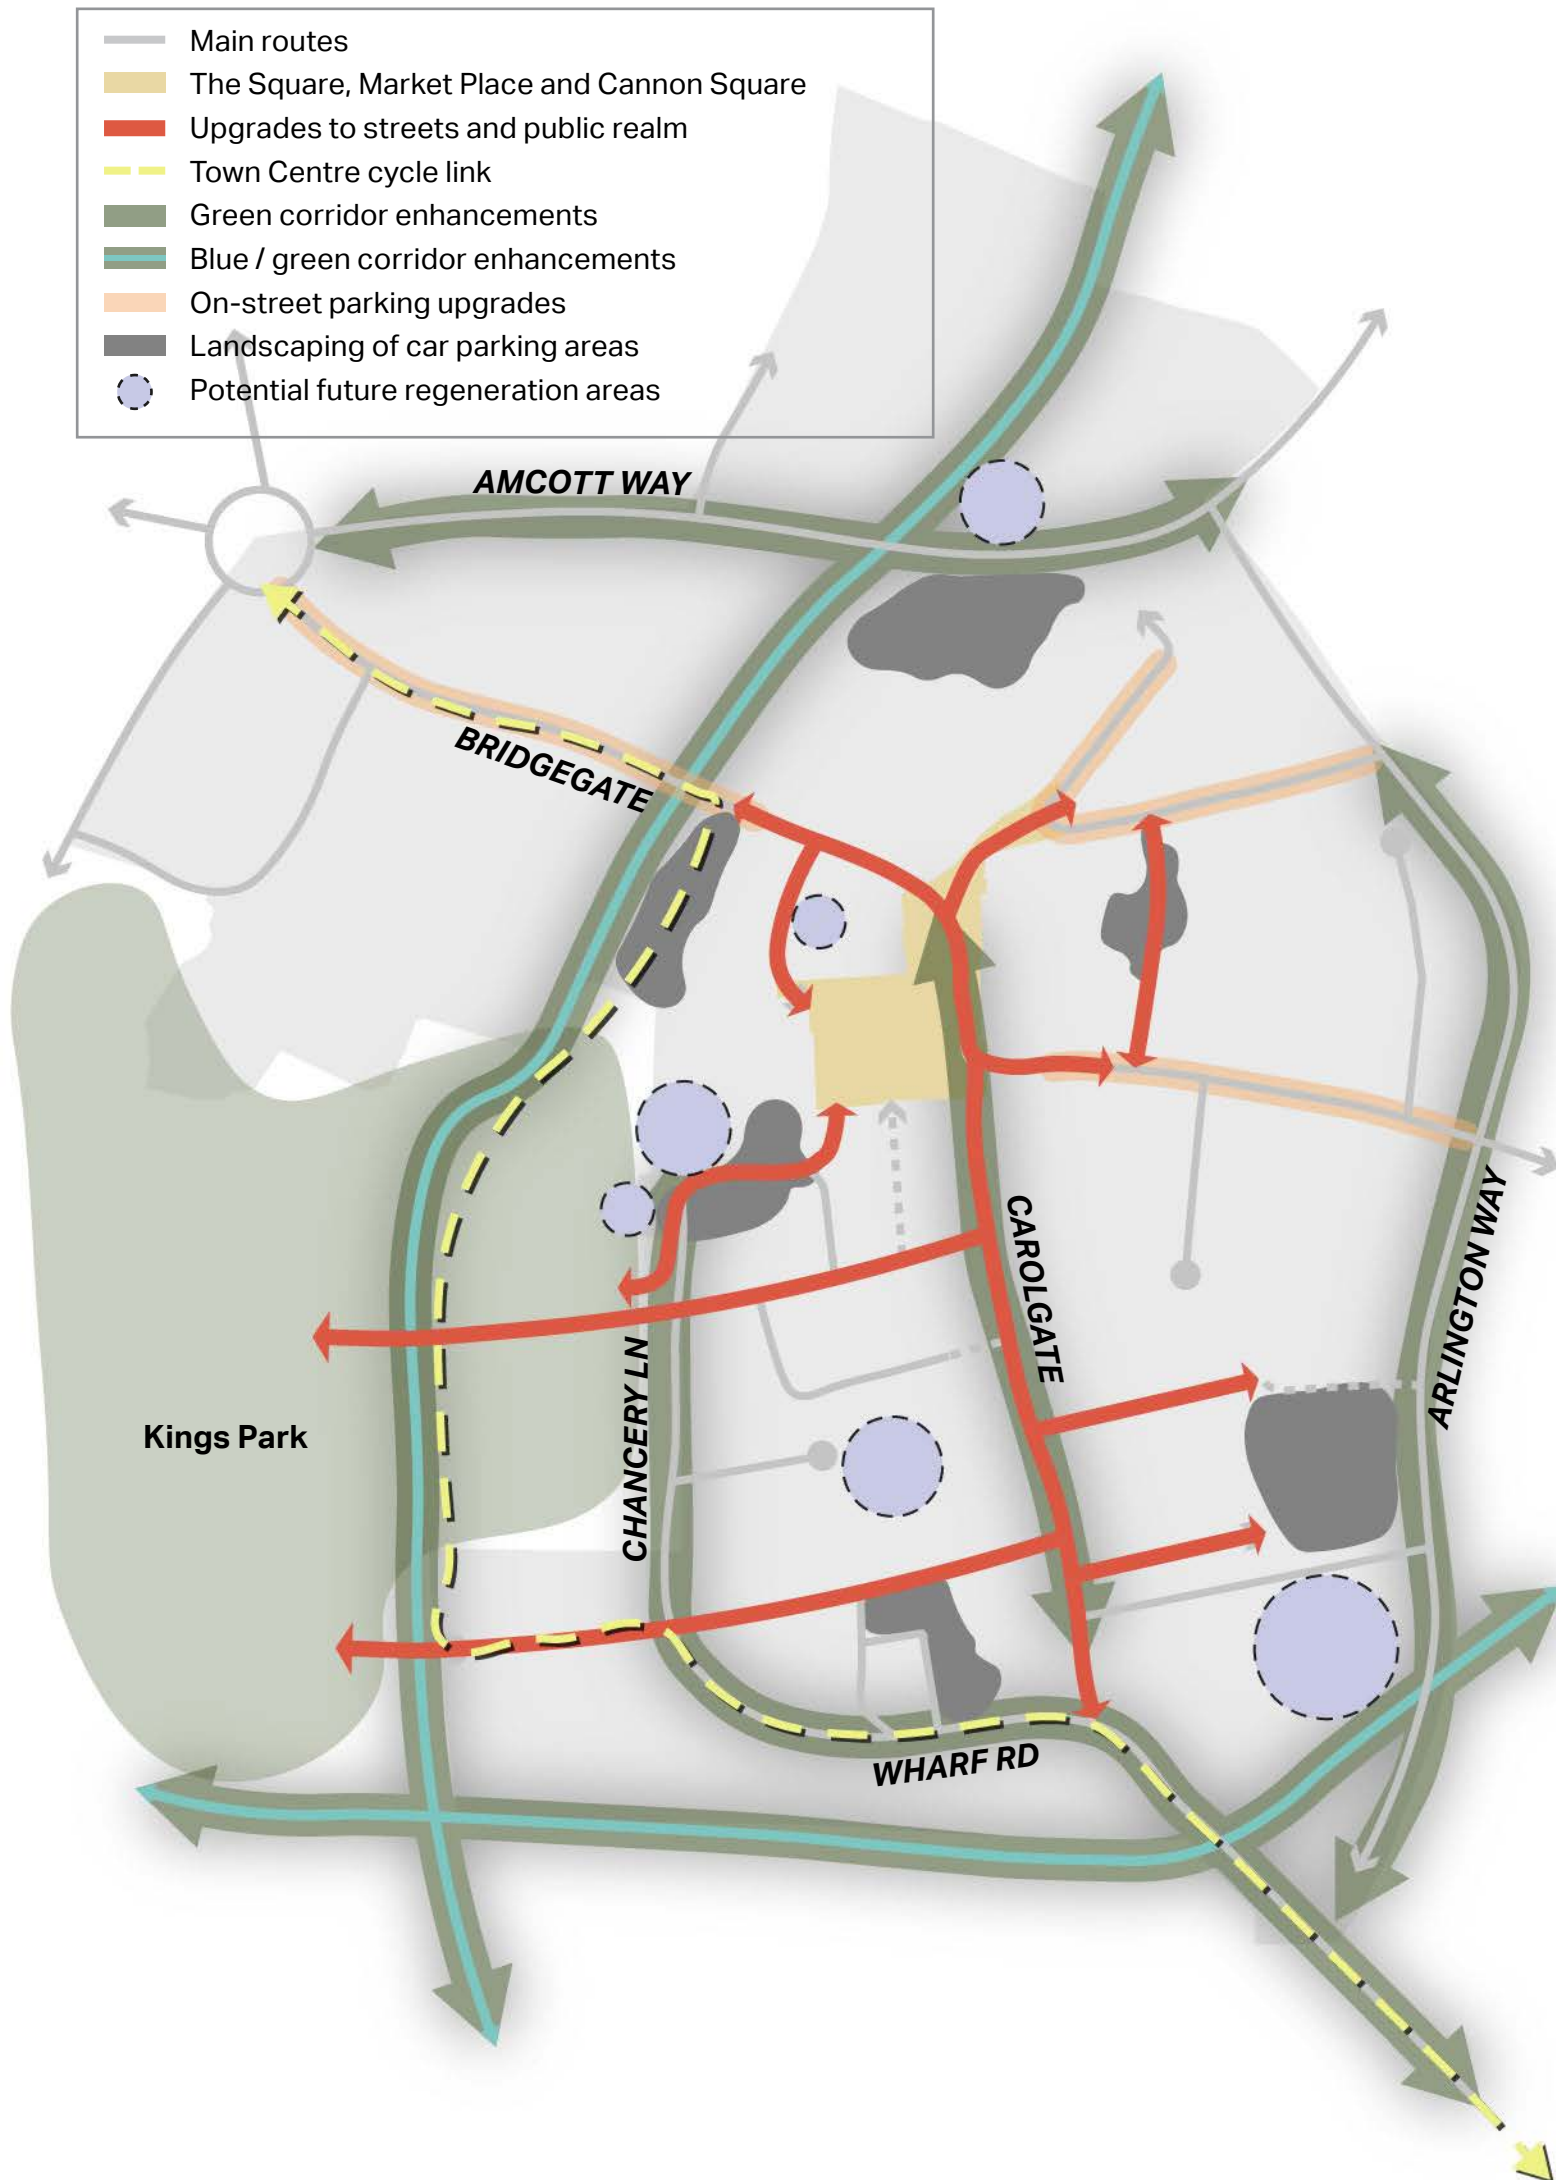 Main routes
The Square, Market Place and Cannon Square
Upgrades to streets and public realm
Town Centre cycle link
Green corridor enhancements
Blue / green corridor enhancements
On-street parking upgrades
Landscaping of car parking areas
Potential future regeneration areas
AMCOTT WAY
BRIDGEGATE
CAROLGATE
ARLINGTON WAY
CHANCERY LN
Kings Park
WHARF RD